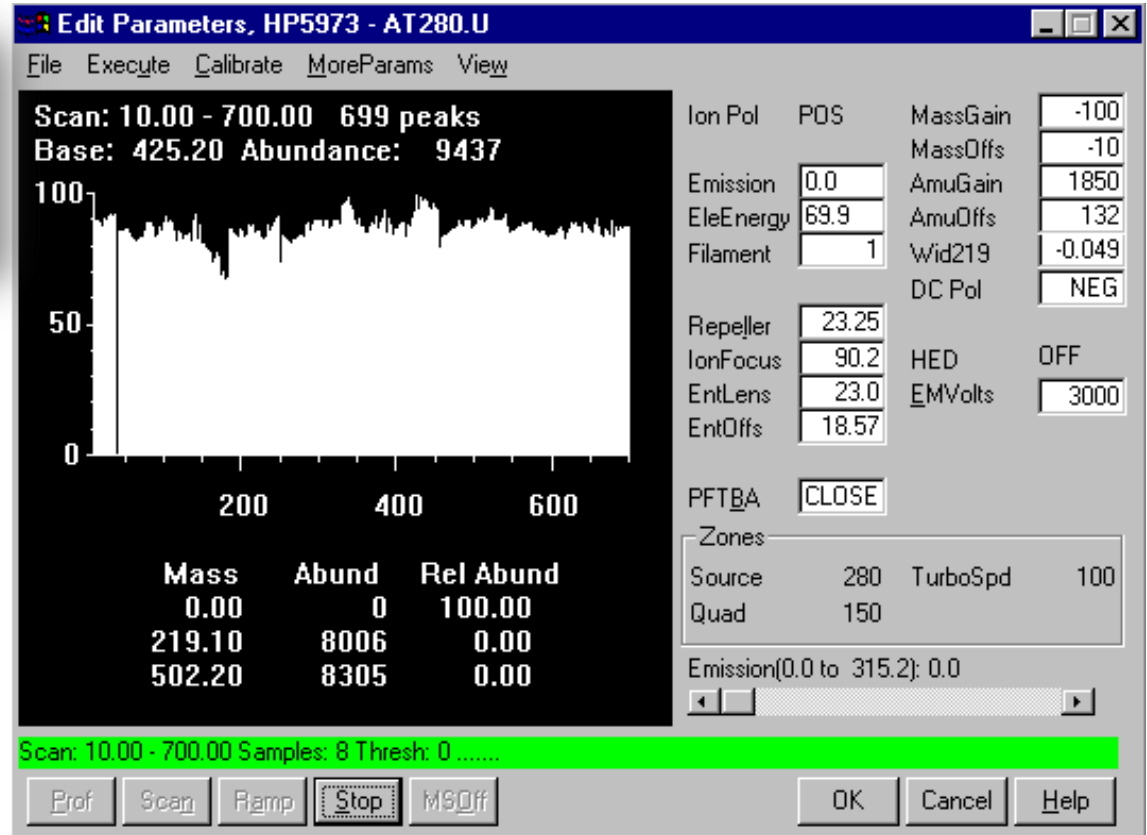 Edit Parameters, HP5973 - AT280.U
File Execute Calibrate MoreParams View
Scan: 10.00 - 700.00 699 peaks
Base: 425.20 Abundance: 9437
100
50
0
200 400 600
Mass Abund Rel Abund
0.00 0 100.00
219.10 8006 0.00
502.20 8305 0.00
Ion Pol POS MassGain -100
MassOffs -10
Emission 0.0 AmuGain 1850
EleEnergy 69.9 AmuOffs 132
Filament 1 Wid219 -0.049
DC Pol NEG
Repeller 23.25
IonFocus 90.2 HED OFF
EntLens 23.0 EMVolts 3000
EntOffs 18.57
PFTBA CLOSE
Zones
Source 280 TurboSpd 100
Quad 150
Emission(0.0 to 315.2): 0.0
Scan: 10.00 - 700.00 Samples: 8 Thresh: 0 .......
Prof Scan Ramp Stop MSOff OK Cancel Help